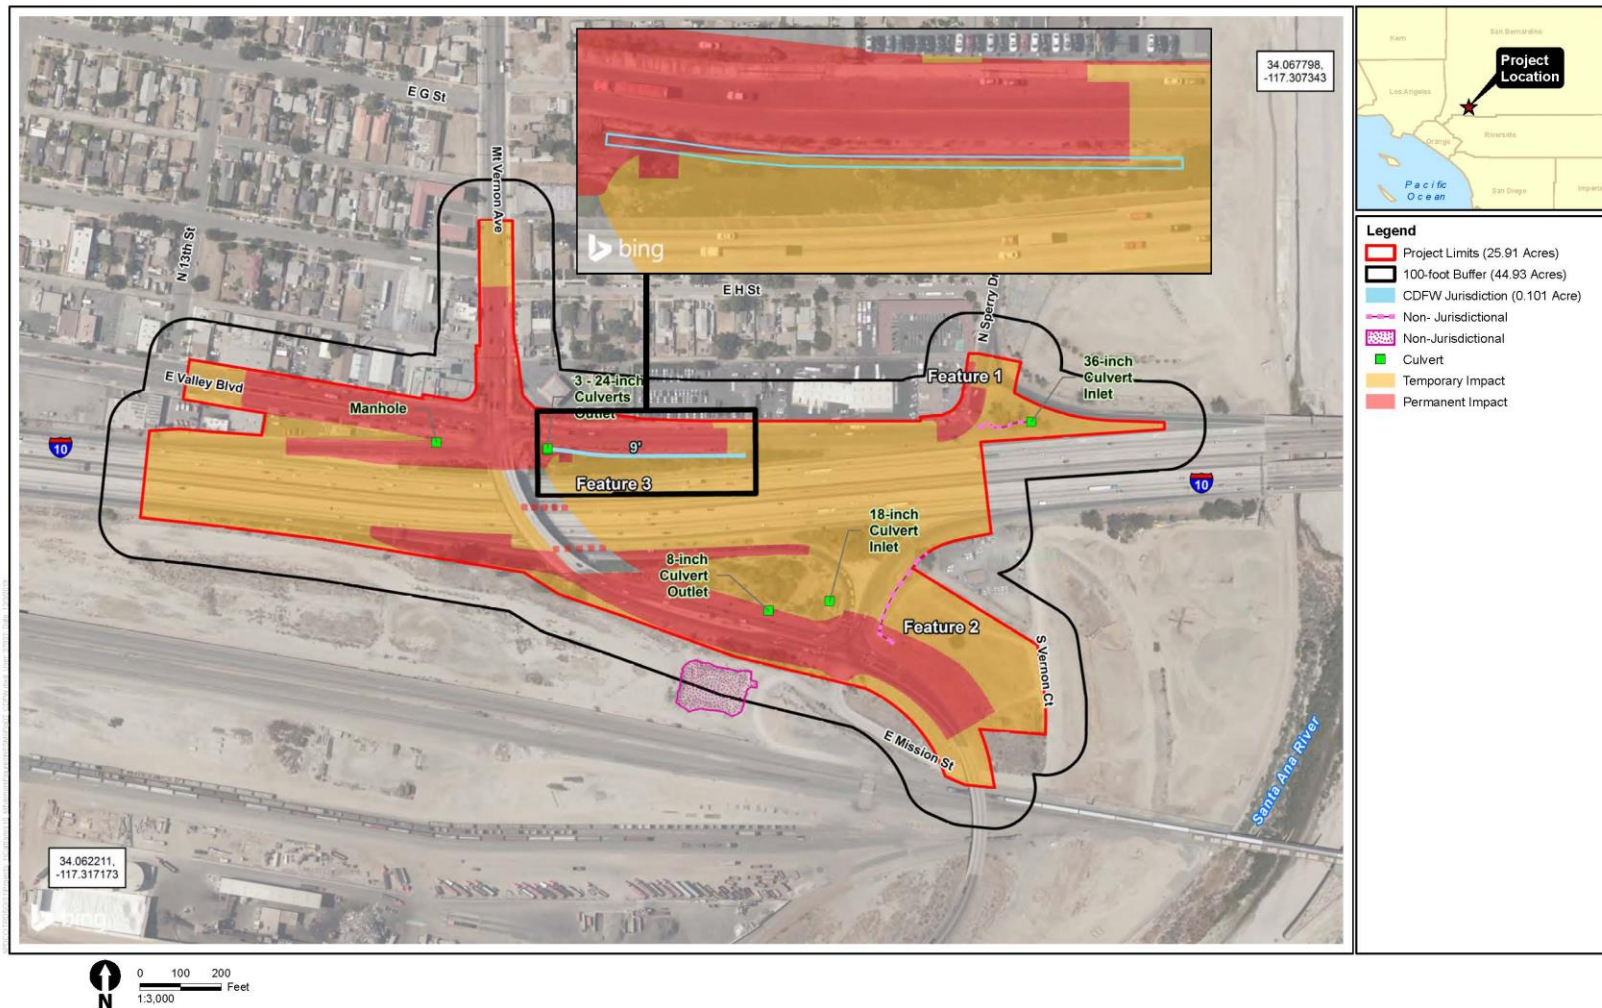 34.067798,
-117.307343
E G St
Mt Vernon Ave
N 13th St
bing
E H St
N Sperry Dr
E Valley Blvd
Manhole
3 - 24-inch
Culverts
Outlet
Feature 1
36-inch
Culvert
Inlet
10
9'
Feature 3
10
18-inch
Culvert
Inlet
8-inch
Culvert
Outlet
Feature 2
S Vernon Ct
E Mission St
Santa Ana River
34.062211,
-117.317173
bing
N
0 100 200
Feet
1:3,000
Kern
San Bernardino
Project
Location
Los Angeles
Orange
Riverside
Pacific
Ocean
San Diego
Imperia
Legend
Project Limits (25.91 Acres)
100-foot Buffer (44.93 Acres)
CDFW Jurisdiction (0.101 Acre)
Non- Jurisdictional
Non-Jurisdictional
Culvert
Temporary Impact
Permanent Impact